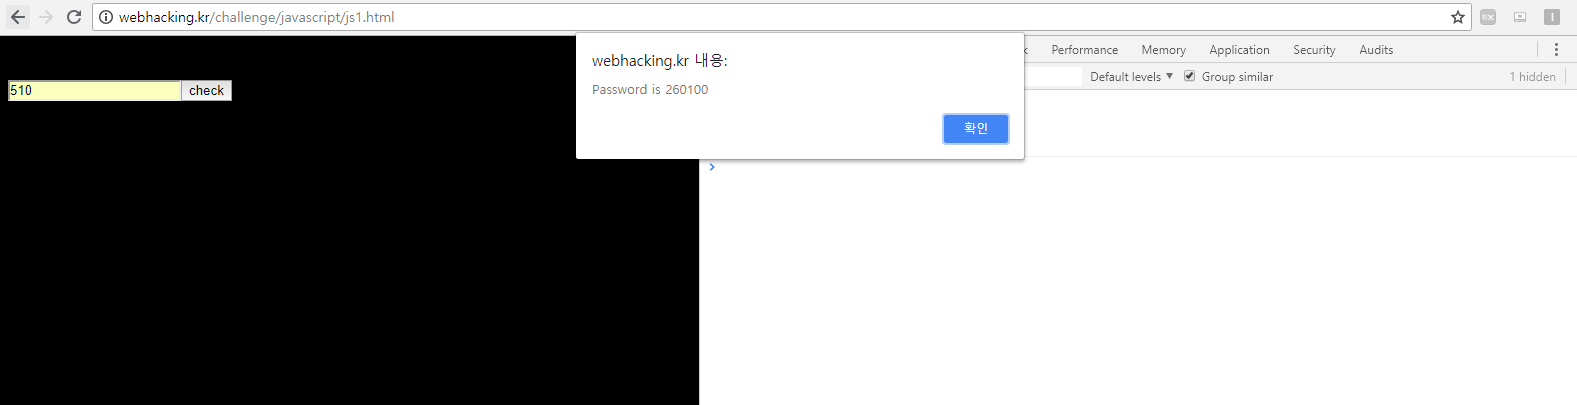 webhacking.kr/challenge/javascript/js1.html
webhacking.kr 내용:
Password is 260100
확인
Performance Memory Application Security Audits
Default levels ▼ Group similar 1 hidden
510 check